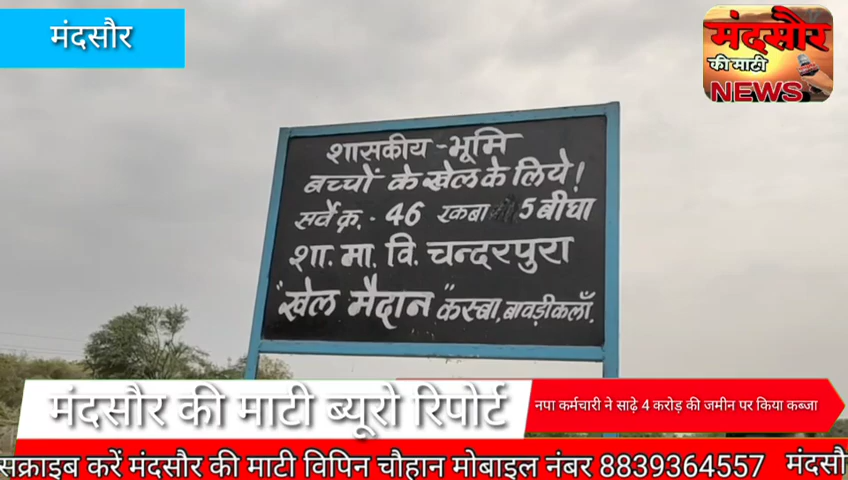 मंदसौर
मंदसौर
की माटी
NEWS
शासकीय - भूमि
बच्चों के खेल के लिये!
सर्वे क्र. - 46 रकबा 5 बीघा
शा. मा. वि. चन्दरपुरा
"खेल मैदान" कस्बा, बावड़ीकलाँ.
मंदसौर की माटी ब्यूरो रिपोर्ट
नपा कर्मचारी ने साढ़े 4 करोड़ की जमीन पर किया कब्जा
सक्राइब करें मंदसौर की माटी विपिन चौहान मोबाइल नंबर 8839364557 मंदसौ